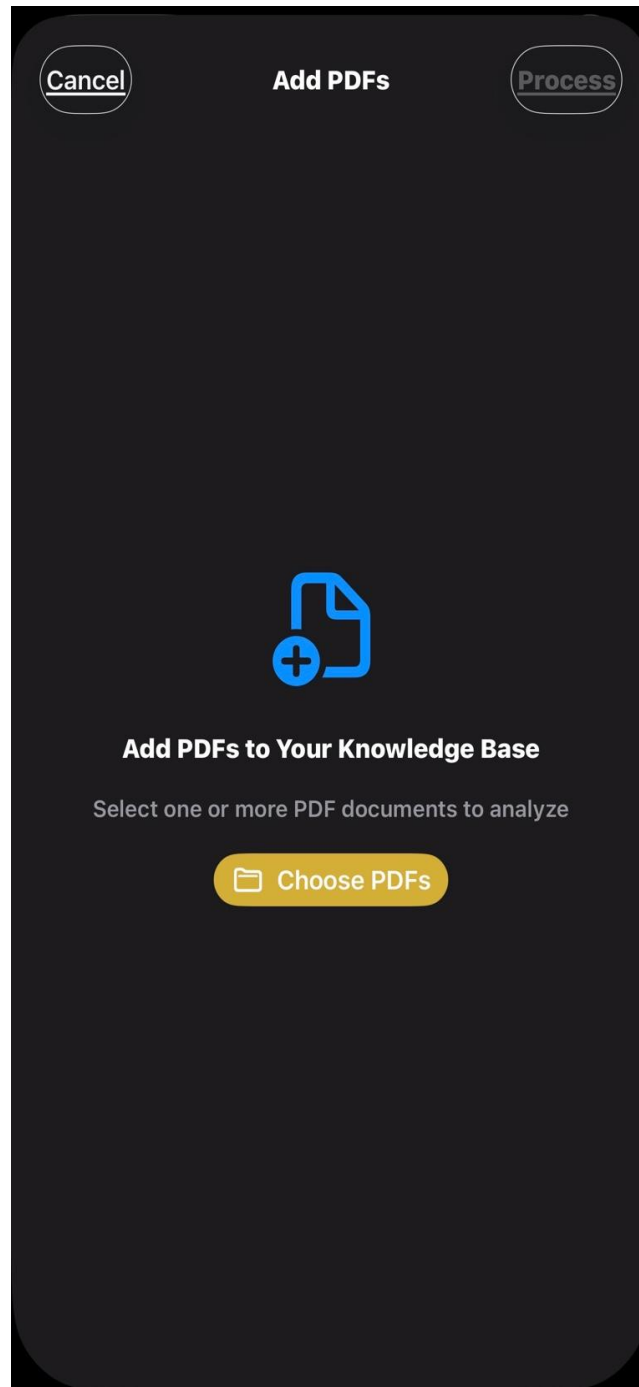 Cancel
Add PDFs
Process
Add PDFs to Your Knowledge Base
Select one or more PDF documents to analyze
Choose PDFs